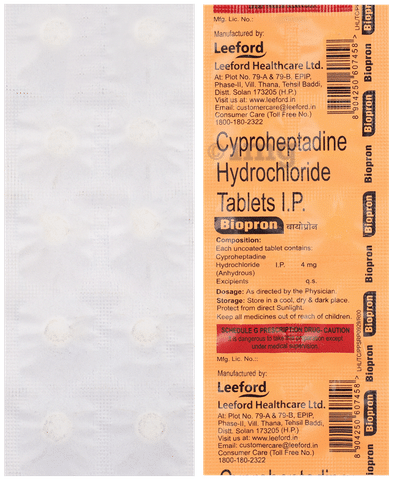 Mfg. Lic. No.:
Manufactured by:
Leeford
Leeford Healthcare Ltd.
At: Plot No. 79-A & 79-B, EPIP,
Phase-II, Vill. Thana, Tehsil Baddi,
Distt. Solan 173205 (H.P.)
Visit us at: www.leeford.in
Email: customercare@leeford.in
Consumer Care (Toll Free No.)
1800-180-2322
Cyproheptadine
Hydrochloride
Tablets I.P.
Biopron बायोप्रोन
Composition:
Each uncoated tablet contains:
Cyproheptadine
Hydrochloride I.P. 4 mg
(Anhydrous)
Excipients q.s.
Dosage: As directed by the Physician
Storage: Store in a cool, dry & dark place.
Protect from direct Sunlight.
Keep all medicines out of reach of children.
SCHEDULE G PRESCRIPTION DRUG-CAUTION
It is dangerous to take this preparation except
under medical supervision
Mfg. Lic. No.:
Manufactured by:
Leeford
Leeford Healthcare Ltd.
At: Plot No. 79-A & 79-B, EPIP,
Phase-II, Vill. Thana, Tehsil Baddi,
Distt. Solan 173205 (H.P.)
Visit us at: www.leeford.in
Email: customercare@leeford.in
Consumer Care (Toll Free No.)
1800-180-2322
Cyproheptadine
8 904250 607458
Biopron
Biopron
Biopron
Biopron
Biopron
8 904250 607458
Biopron
Biopron